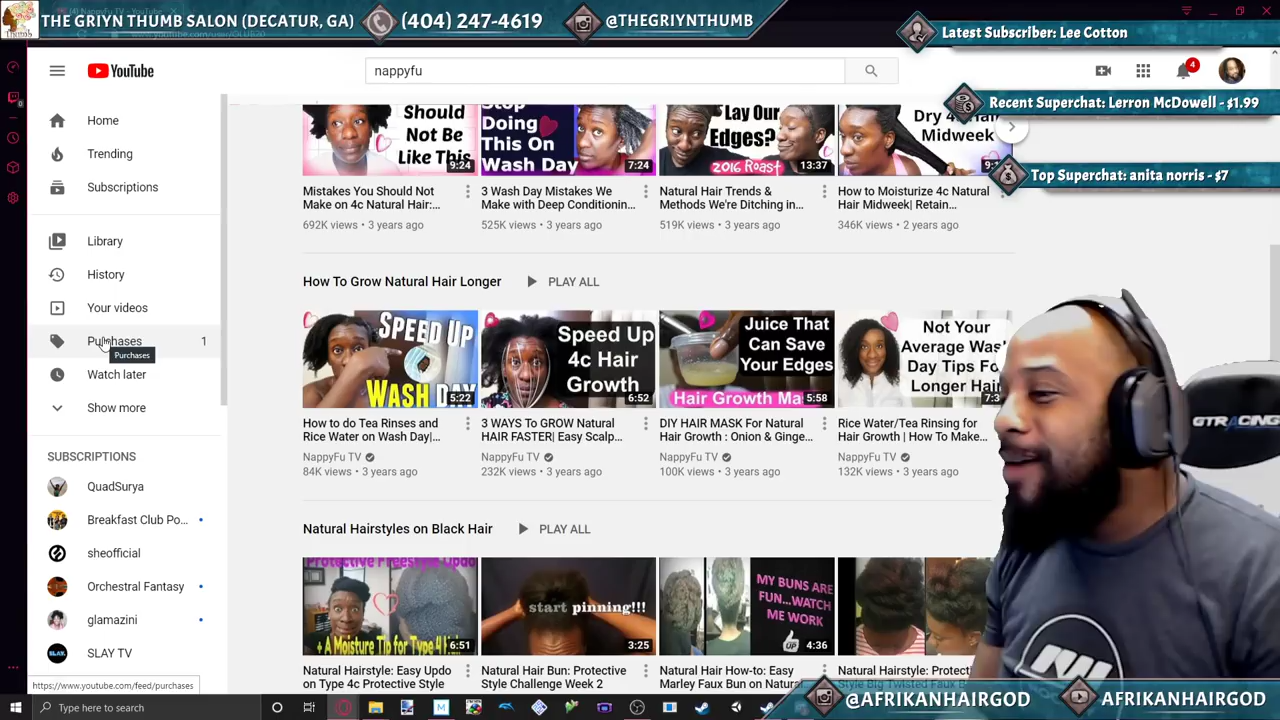 THE GRIYN THUMB SALON (DECATUR, GA)
(404) 247-4619
@THEGRIYNTHUMB
Latest Subscriber: Lee Cotton
YouTube
nappyfu
4
Recent Superchat: Lerron McDowell - $1.99
Top Superchat: anita norris - $7
Home
Trending
Subscriptions
Library
History
Your videos
Purchases 1
Purchases
Watch later
Show more
SUBSCRIPTIONS
QuadSurya
Breakfast Club Po...
sheofficial
Orchestral Fantasy
glamazini
SLAY TV
https://www.youtube.com/feed/purchases
Should
Not Be
Like This
9:24
Mistakes You Should Not
Make on 4c Natural Hair:...
692K views • 3 years ago
Stop
Doing
This On
Wash Day
7:24
3 Wash Day Mistakes We
Make with Deep Conditionin...
525K views • 3 years ago
Lay Our
Edges?
2016 ROAST
13:37
Natural Hair Trends &
Methods We're Ditching in...
519K views • 3 years ago
Midweek
How to Moisturize 4c Natural
Hair Midweek| Retain...
346K views • 2 years ago
How To Grow Natural Hair Longer
PLAY ALL
SPEED UP
WASH DAY
5:22
How to do Tea Rinses and
Rice Water on Wash Day|...
NappyFu TV
84K views • 3 years ago
Speed Up
4c Hair
Growth
6:52
3 WAYS TO GROW Natural
HAIR FASTER| Easy Scalp...
NappyFu TV
232K views • 3 years ago
Juice That
Can Save
Your Edges
Hair Growth
5:58
DIY HAIR MASK For Natural
Hair Growth : Onion & Ginge...
NappyFu TV
100K views • 3 years ago
Not Your
Average
Day Tips
Longer Hair
Rice Water/Tea Rinsing for
Hair Growth | How To Make...
NappyFu TV
132K views • 3 years ago
Natural Hairstyles on Black Hair
PLAY ALL
Protective Freestyle Updo
+ A Moisture Tip for Type 4
6:51
Natural Hairstyle: Easy Updo
on Type 4c Protective Style
start pinning!!!
3:25
Natural Hair Bun: Protective
Style Challenge Week 2
MY BUNS ARE
FUN...WATCH
ME WORK
UP
4:36
Natural Hair How-to: Easy
Marley Faux Bun on Natural
Natural Hairstyle:
Style Big Twisted Faux
GTRACING
Type here to search
@AFRIKANHAIRGOD
AFRIKANHAIRGOD